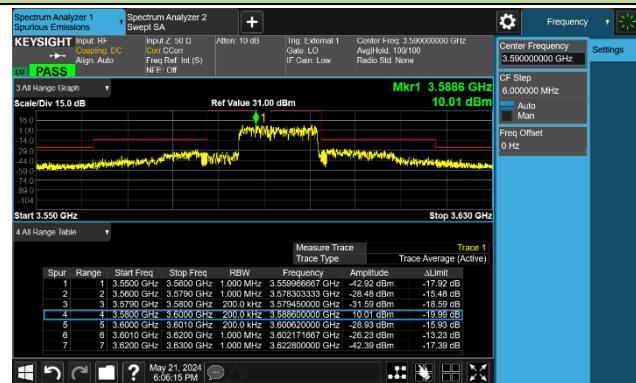 Spectrum Analyzer 1
Spurious Emissions
Spectrum Analyzer 2
Swept SA
Frequency
KEYSIGHT
Input: RF
Coupling: DC
Align: Auto
Input Z: 50 Ω
Corr CCorr
Freq Ref: Int (S)
NFE: Off
Atten: 10 dB
Trig: External 1
Gate: LO
IF Gain: Low
Center Freq: 3.590000000 GHz
Avg|Hold: 100/100
Radio Std: None
PASS
Center Frequency
3.590000000 GHz
Settings
CF Step
6.000000 MHz
Auto
Man
Freq Offset
0 Hz
3 All Range Graph
Mkr1 3.5886 GHz
Scale/Div 15.0 dB
Ref Value 31.00 dBm
10.01 dBm
1
16.0
1.00
-14.0
-29.0
-44.0
-59.0
-74.0
-89.0
-104
Start 3.550 GHz
Stop 3.630 GHz
4 All Range Table
Measure Trace Trace 1
Trace Type Trace Average (Active)
Spur Range Start Freq Stop Freq RBW Frequency Amplitude ΔLimit
1 1 3.5500 GHz 3.5600 GHz 1.000 MHz 3.559966667 GHz -42.92 dBm -17.92 dB
2 2 3.5600 GHz 3.5790 GHz 1.000 MHz 3.578303333 GHz -28.48 dBm -15.48 dB
3 3 3.5790 GHz 3.5800 GHz 200.0 kHz 3.579450000 GHz -31.59 dBm -18.59 dB
4 4 3.5800 GHz 3.6000 GHz 200.0 kHz 3.588600000 GHz 10.01 dBm -19.99 dB
5 5 3.6000 GHz 3.6010 GHz 200.0 kHz 3.600620000 GHz -28.93 dBm -15.93 dB
6 6 3.6010 GHz 3.6200 GHz 1.000 MHz 3.602171667 GHz -26.23 dBm -13.23 dB
7 7 3.6200 GHz 3.6300 GHz 1.000 MHz 3.622800000 GHz -42.39 dBm -17.39 dB
May 21, 2024
6:06:15 PM